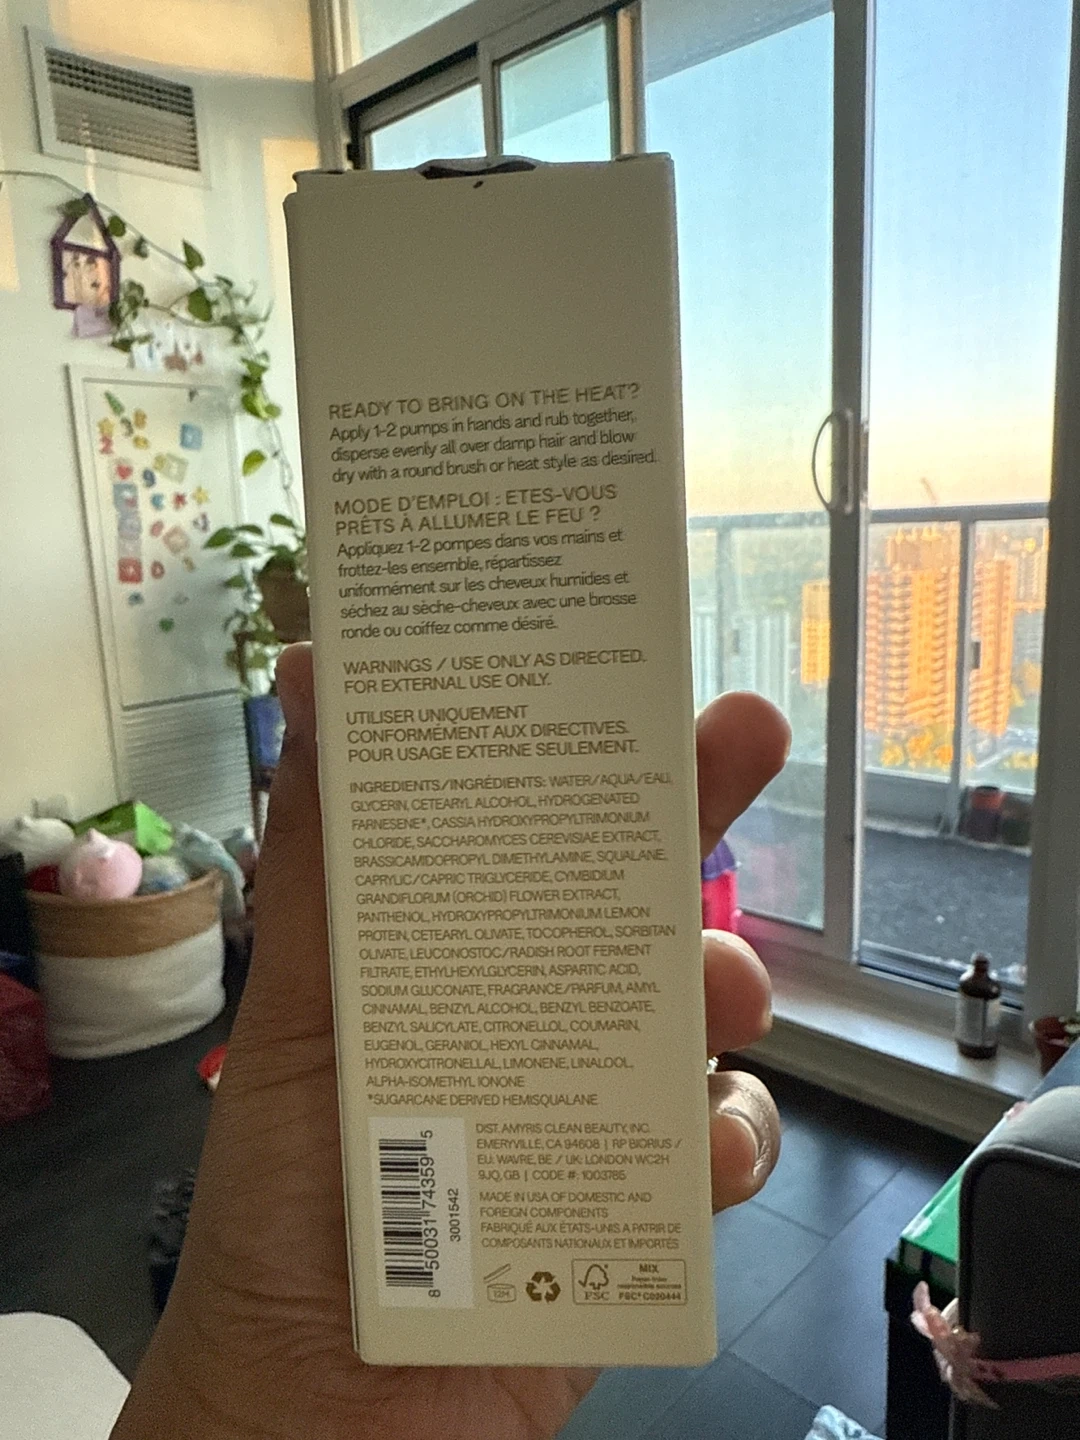 READY TO BRING ON THE HEAT?
Apply 1-2 pumps in hands and rub together,
disperse evenly all over damp hair and blow
dry with a round brush or heat style as desired.
MODE D'EMPLOI : ETES-VOUS
PRÊTS À ALLUMER LE FEU ?
Appliquez 1-2 pompes dans vos mains et
frottez-les ensemble, répartissez
uniformément sur les cheveux humides et
séchez au sèche-cheveux avec une brosse
ronde ou coiffez comme désiré.
WARNINGS / USE ONLY AS DIRECTED.
FOR EXTERNAL USE ONLY.
UTILISER UNIQUEMENT
CONFORMÉMENT AUX DIRECTIVES.
POUR USAGE EXTERNE SEULEMENT.
INGREDIENTS/INGRÉDIENTS: WATER/AQUA/EAU,
GLYCERIN, CETEARYL ALCOHOL, HYDROGENATED
FARNESENE*, CASSIA HYDROXYPROPYLTRIMONIUM
CHLORIDE, SACCHAROMYCES CEREVISIAE EXTRACT,
BRASSICAMIDOPROPYL DIMETHYLAMINE, SQUALANE,
CAPRYLIC/CAPRIC TRIGLYCERIDE, CYMBIDIUM
GRANDIFLORUM (ORCHID) FLOWER EXTRACT,
PANTHENOL, HYDROXYPROPYLTRIMONIUM LEMON
PROTEIN, CETEARYL OLIVATE, TOCOPHEROL, SORBITAN
OLIVATE, LEUCONOSTOC/RADISH ROOT FERMENT
FILTRATE, ETHYLHEXYLGLYCERIN, ASPARTIC ACID,
SODIUM GLUCONATE, FRAGRANCE/PARFUM, AMYL
CINNAMAL, BENZYL ALCOHOL, BENZYL BENZOATE,
BENZYL SALICYLATE, CITRONELLOL, COUMARIN,
EUGENOL, GERANIOL, HEXYL CINNAMAL,
HYDROXYCITRONELLAL, LIMONENE, LINALOOL,
ALPHA-ISOMETHYL IONONE
*SUGARCANE DERIVED HEMISQUALANE
DIST. AMYRIS CLEAN BEAUTY, INC.
EMERYVILLE, CA 94608 | RP BIORIUS /
EU: WAVRE, BE / UK: LONDON WC2H
9JQ, GB | CODE #: 1003785
MADE IN USA OF DOMESTIC AND
FOREIGN COMPONENTS
FABRIQUÉ AUX ÉTATS-UNIS A PATRIR DE
COMPOSANTS NATIONAUX ET IMPORTÉS
8 50031 74359 5
3001542
12M
FSC
MIX
Paper from
responsible sources
FSC® C020444